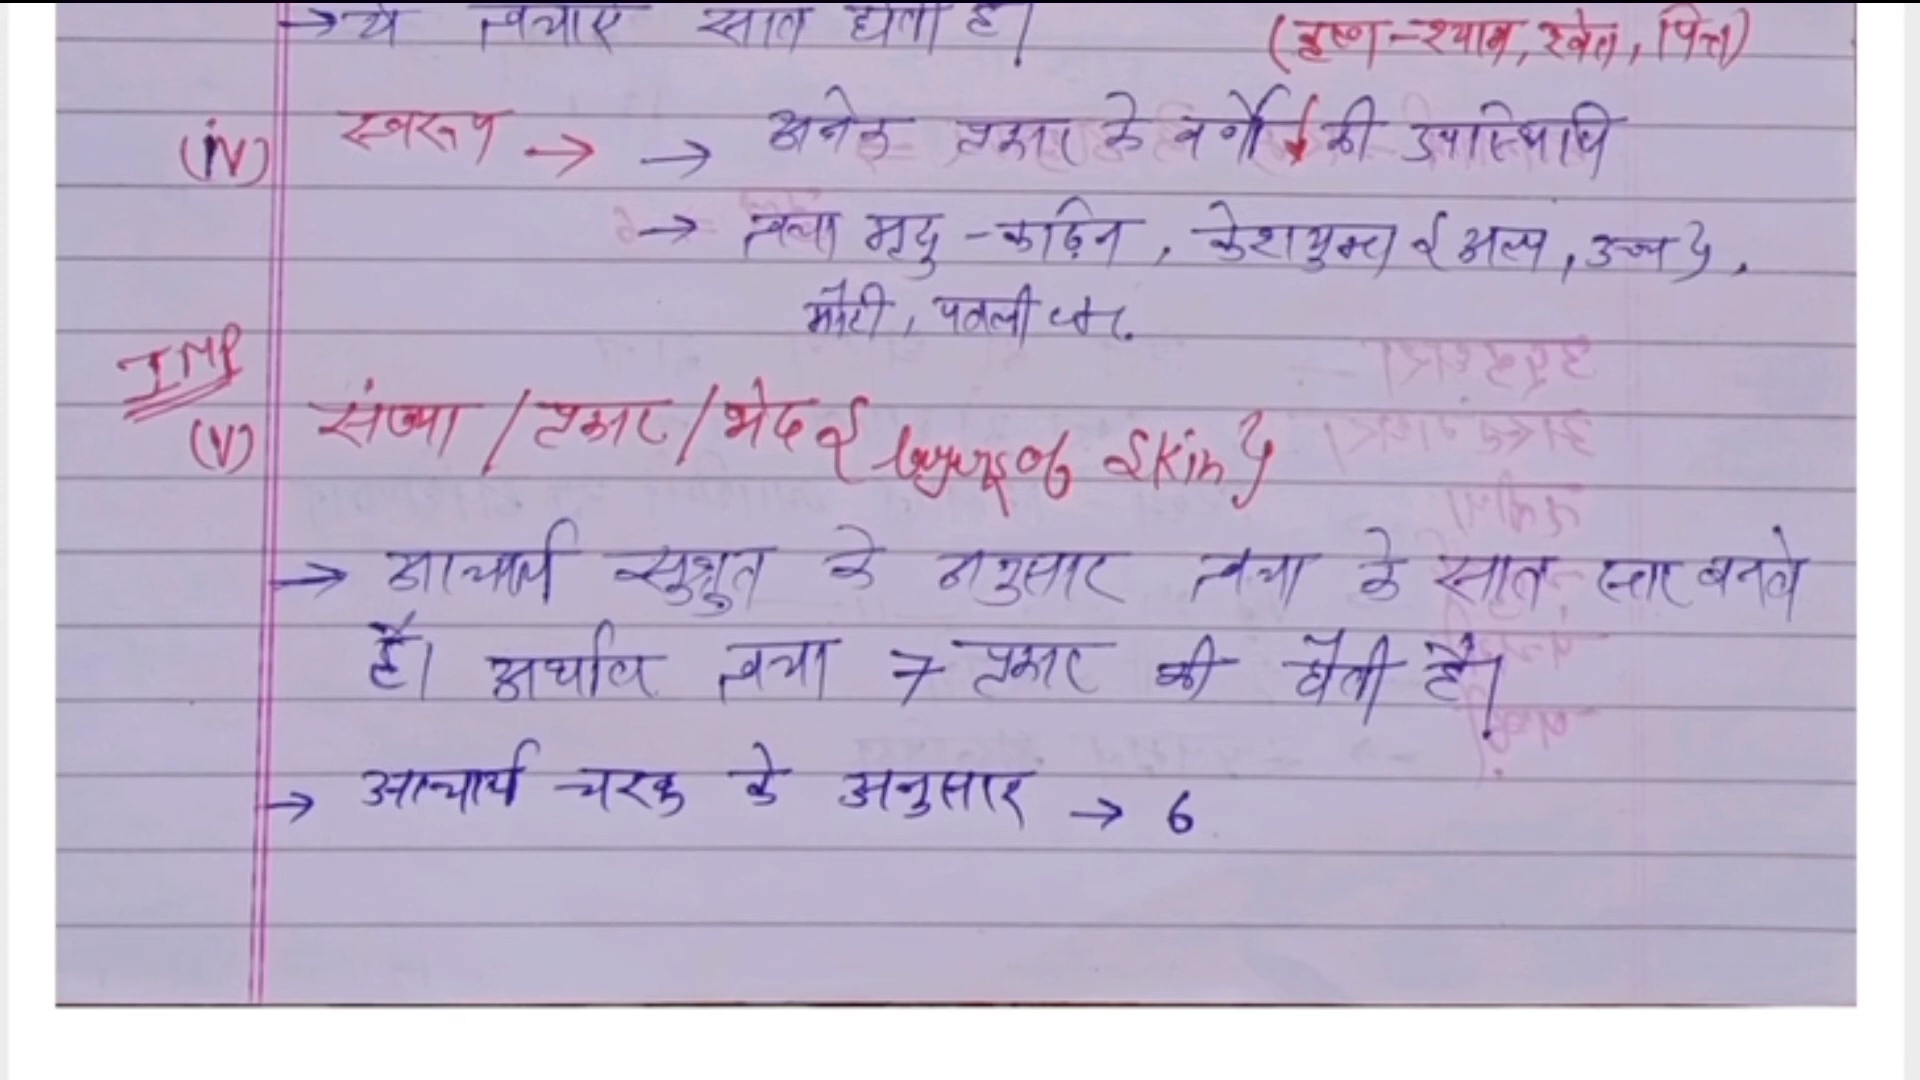 → ये त्वचाए सात होती है।
(कृष्ण-श्याव, श्वेत, पित्त)
(iv) स्वरूप → → अनेक प्रकार के वर्णो की उपस्थिति
→ त्वचा मृदु - कठिन, केशयुक्त { अल्प, उच्च },
मोटी, पतली etc.
IMP
(V) संख्या / प्रकार / भेद { layers of skin }
→ आचार्य सुश्रुत के अनुसार त्वचा के सात स्तर बनते
है। अर्थात त्वचा 7 प्रकार की होती है।
→ आचार्य चरक के अनुसार → 6